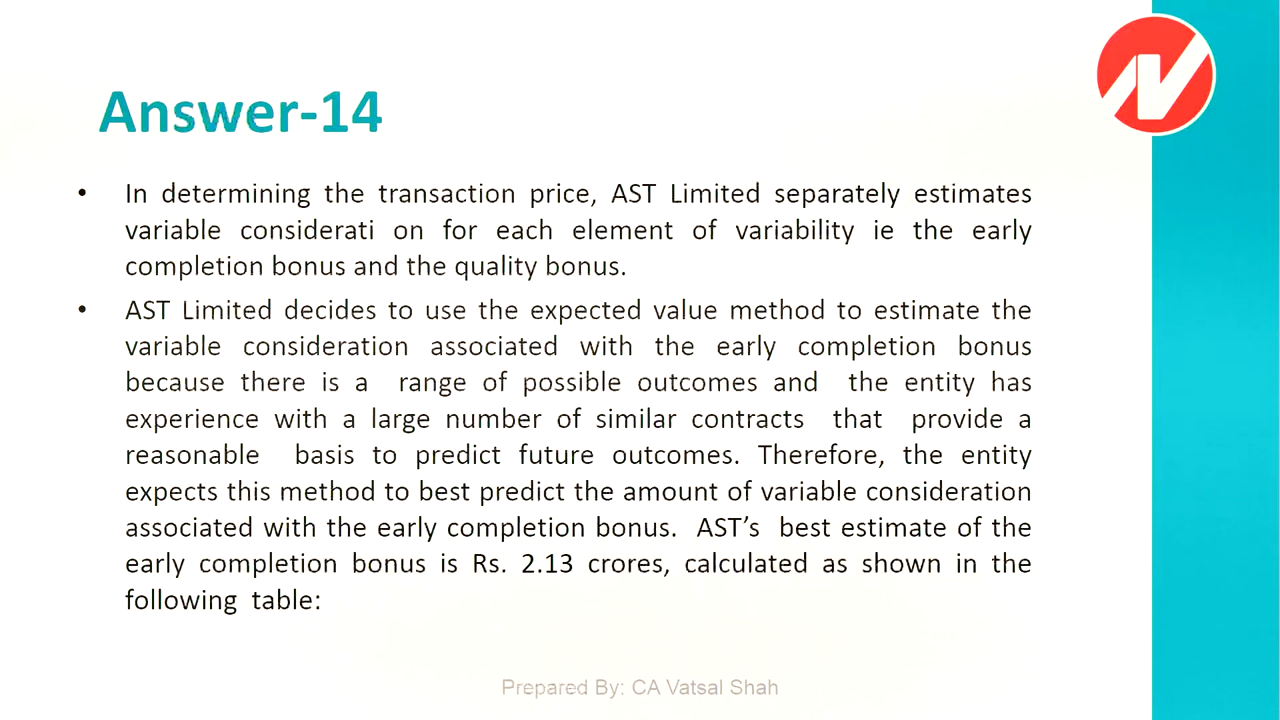 Answer-14
• In determining the transaction price, AST Limited separately estimates
variable considerati on for each element of variability ie the early
completion bonus and the quality bonus.
• AST Limited decides to use the expected value method to estimate the
variable consideration associated with the early completion bonus
because there is a range of possible outcomes and the entity has
experience with a large number of similar contracts that provide a
reasonable basis to predict future outcomes. Therefore, the entity
expects this method to best predict the amount of variable consideration
associated with the early completion bonus. AST’s best estimate of the
early completion bonus is Rs. 2.13 crores, calculated as shown in the
following table:
Prepared By: CA Vatsal Shah